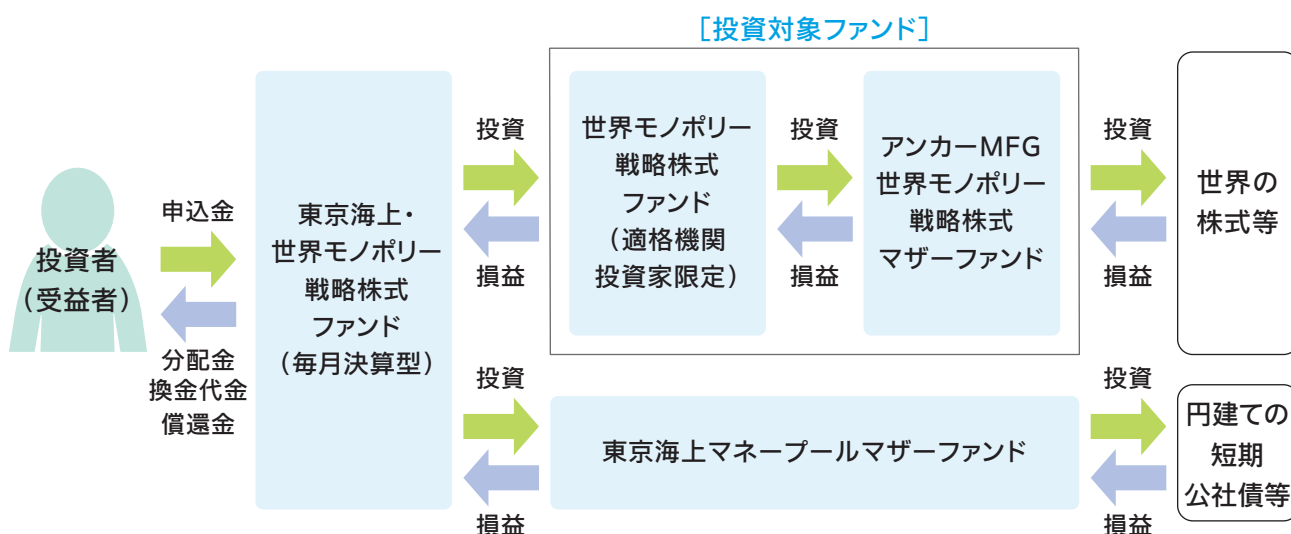 ［投資対象ファンド］
投資者
（受益者）
申込金
分配金
換金代金
償還金
東京海上・
世界モノポリー
戦略株式
ファンド
（毎月決算型）
投資
損益
世界モノポリー
戦略株式
ファンド
（適格機関
投資家限定）
投資
損益
アンカーMFG
世界モノポリー
戦略株式
マザーファンド
投資
損益
世界の
株式等
投資
損益
東京海上マネープールマザーファンド
投資
損益
円建ての
短期
公社債等